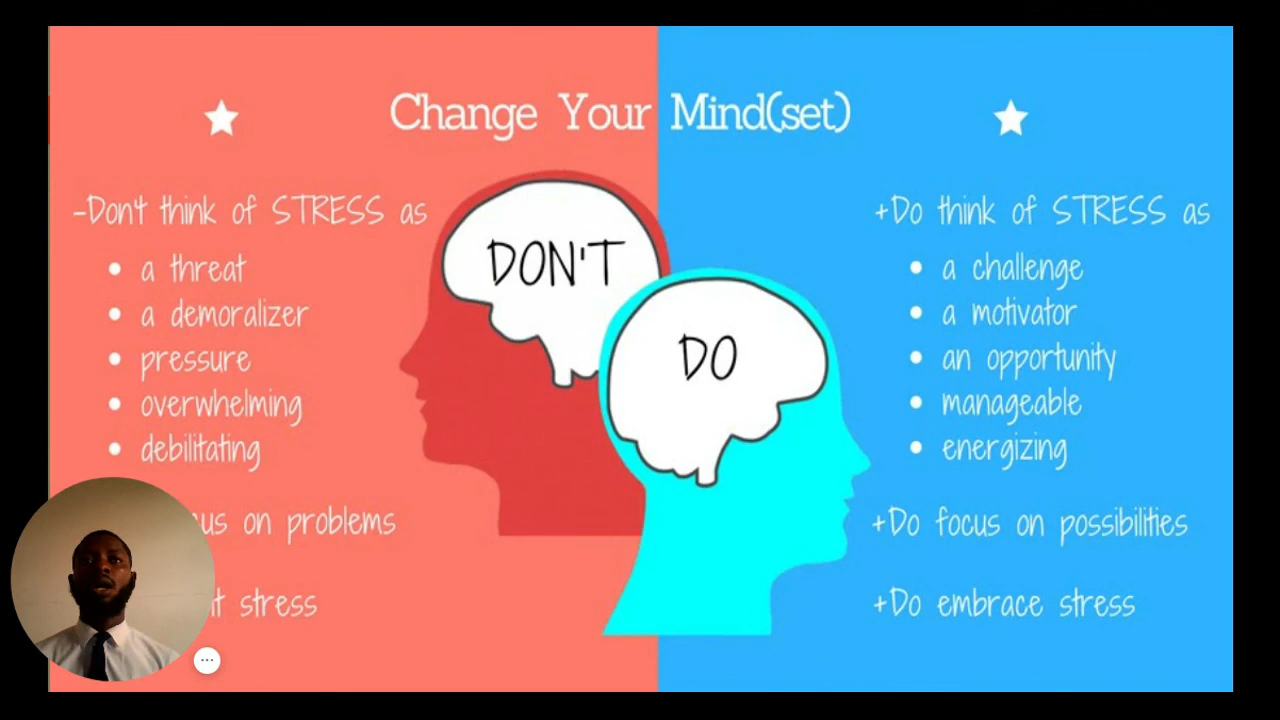 Change Your Mind(set)
-Don't think of STRESS as
• a threat
• a demoralizer
• pressure
• overwhelming
• debilitating
us on problems
t stress
DON'T
DO
+Do think of STRESS as
• a challenge
• a motivator
• an opportunity
• manageable
• energizing
+Do focus on possibilities
+Do embrace stress